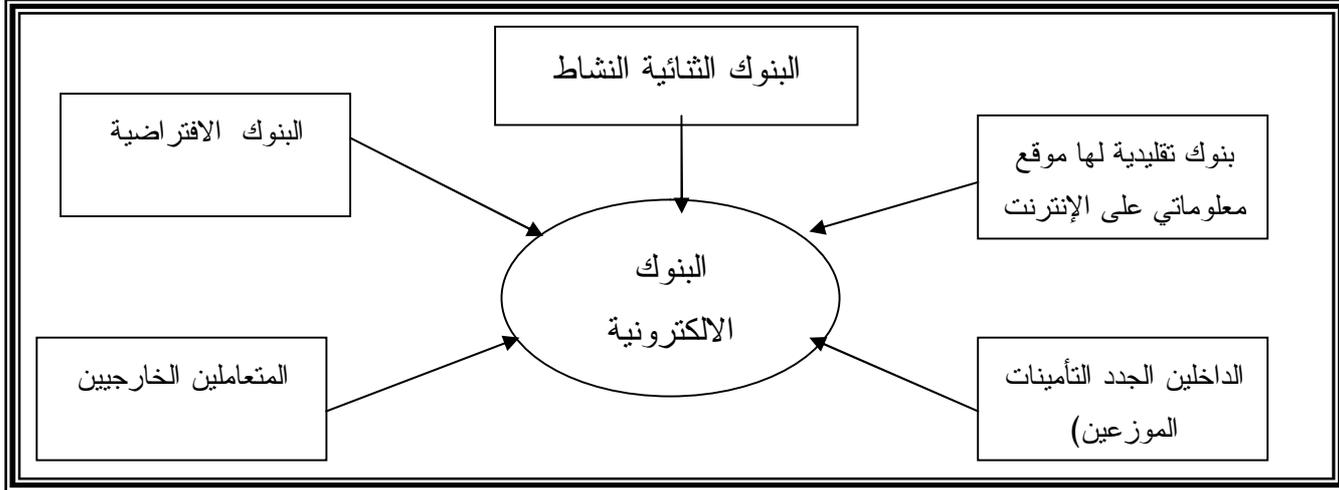 البنوك الثنائية النشاط
بنوك تقليدية لها موقع
معلوماتي على الإنترنت
البنوك الافتراضية
البنوك
الالكترونية
الداخلين الجدد التأمينات
الموزعين)
المتعاملين الخارجيين